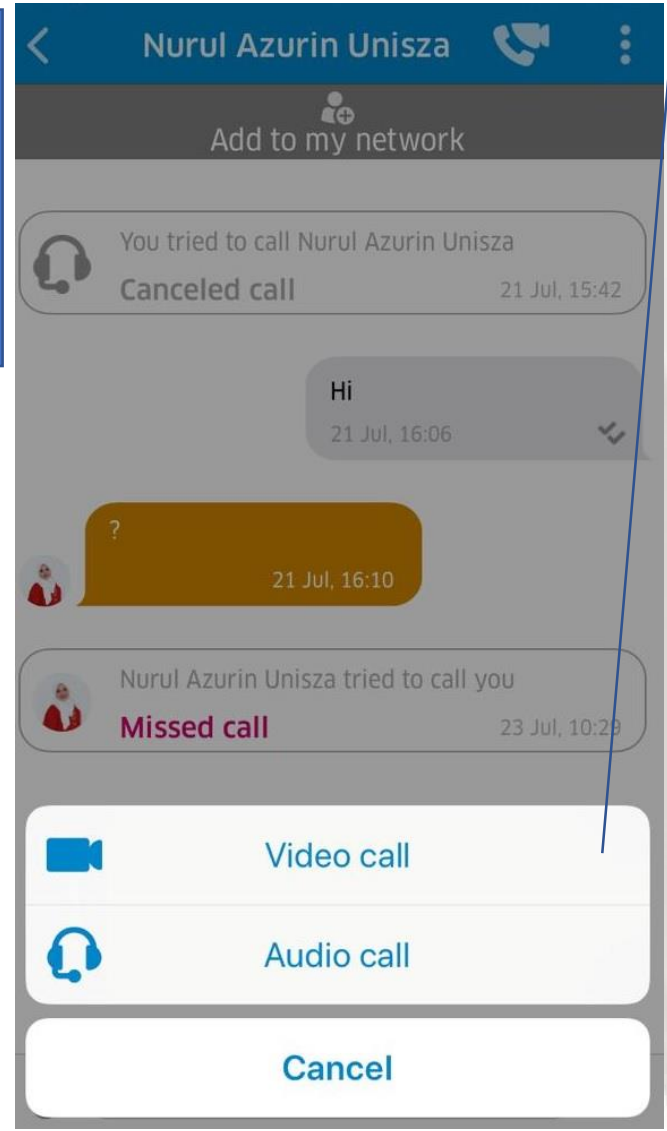 Nurul Azurin Unisza
Add to my network
You tried to call Nurul Azurin Unisza
Canceled call 21 Jul, 15:42
Hi
21 Jul, 16:06
?
21 Jul, 16:10
Nurul Azurin Unisza tried to call you
Missed call 23 Jul, 10:29
Video call
Audio call
Cancel